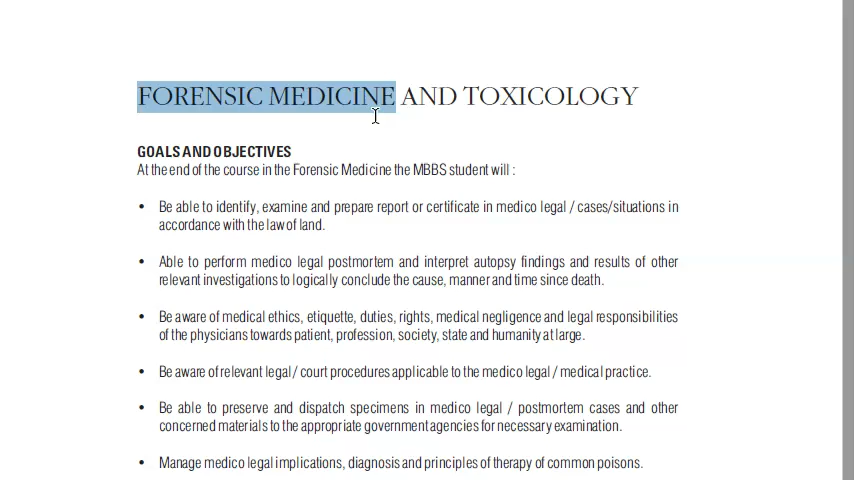 FORENSIC MEDICINE AND TOXICOLOGY
GOALS AND OBJECTIVES
At the end of the course in the Forensic Medicine the MBBS student will :
• Be able to identify, examine and prepare report or certificate in medico legal / cases/situations in
accordance with the law of land.
• Able to perform medico legal postmortem and interpret autopsy findings and results of other
relevant investigations to logically conclude the cause, manner and time since death.
• Be aware of medical ethics, etiquette, duties, rights, medical negligence and legal responsibilities
of the physicians towards patient, profession, society, state and humanity at large.
• Be aware of relevant legal / court procedures applicable to the medico legal / medical practice.
• Be able to preserve and dispatch specimens in medico legal / postmortem cases and other
concerned materials to the appropriate government agencies for necessary examination.
• Manage medico legal implications, diagnosis and principles of therapy of common poisons.